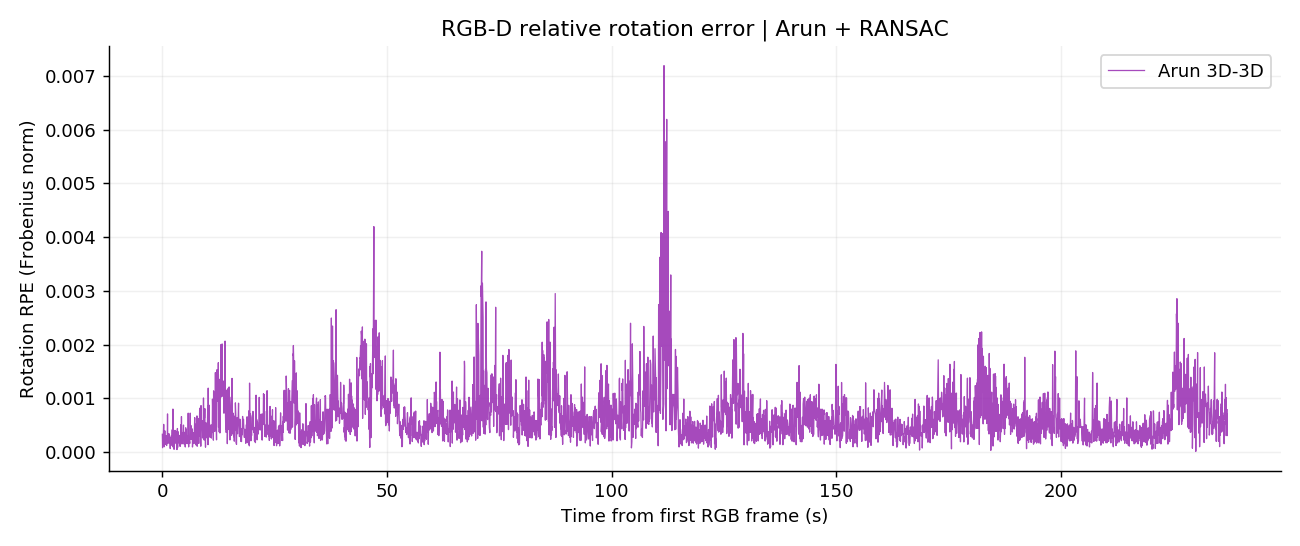 RGB-D relative rotation error | Arun + RANSAC
Arun 3D-3D
Rotation RPE (Frobenius norm)
0.007
0.006
0.005
0.004
0.003
0.002
0.001
0.000
0 50 100 150 200
Time from first RGB frame (s)